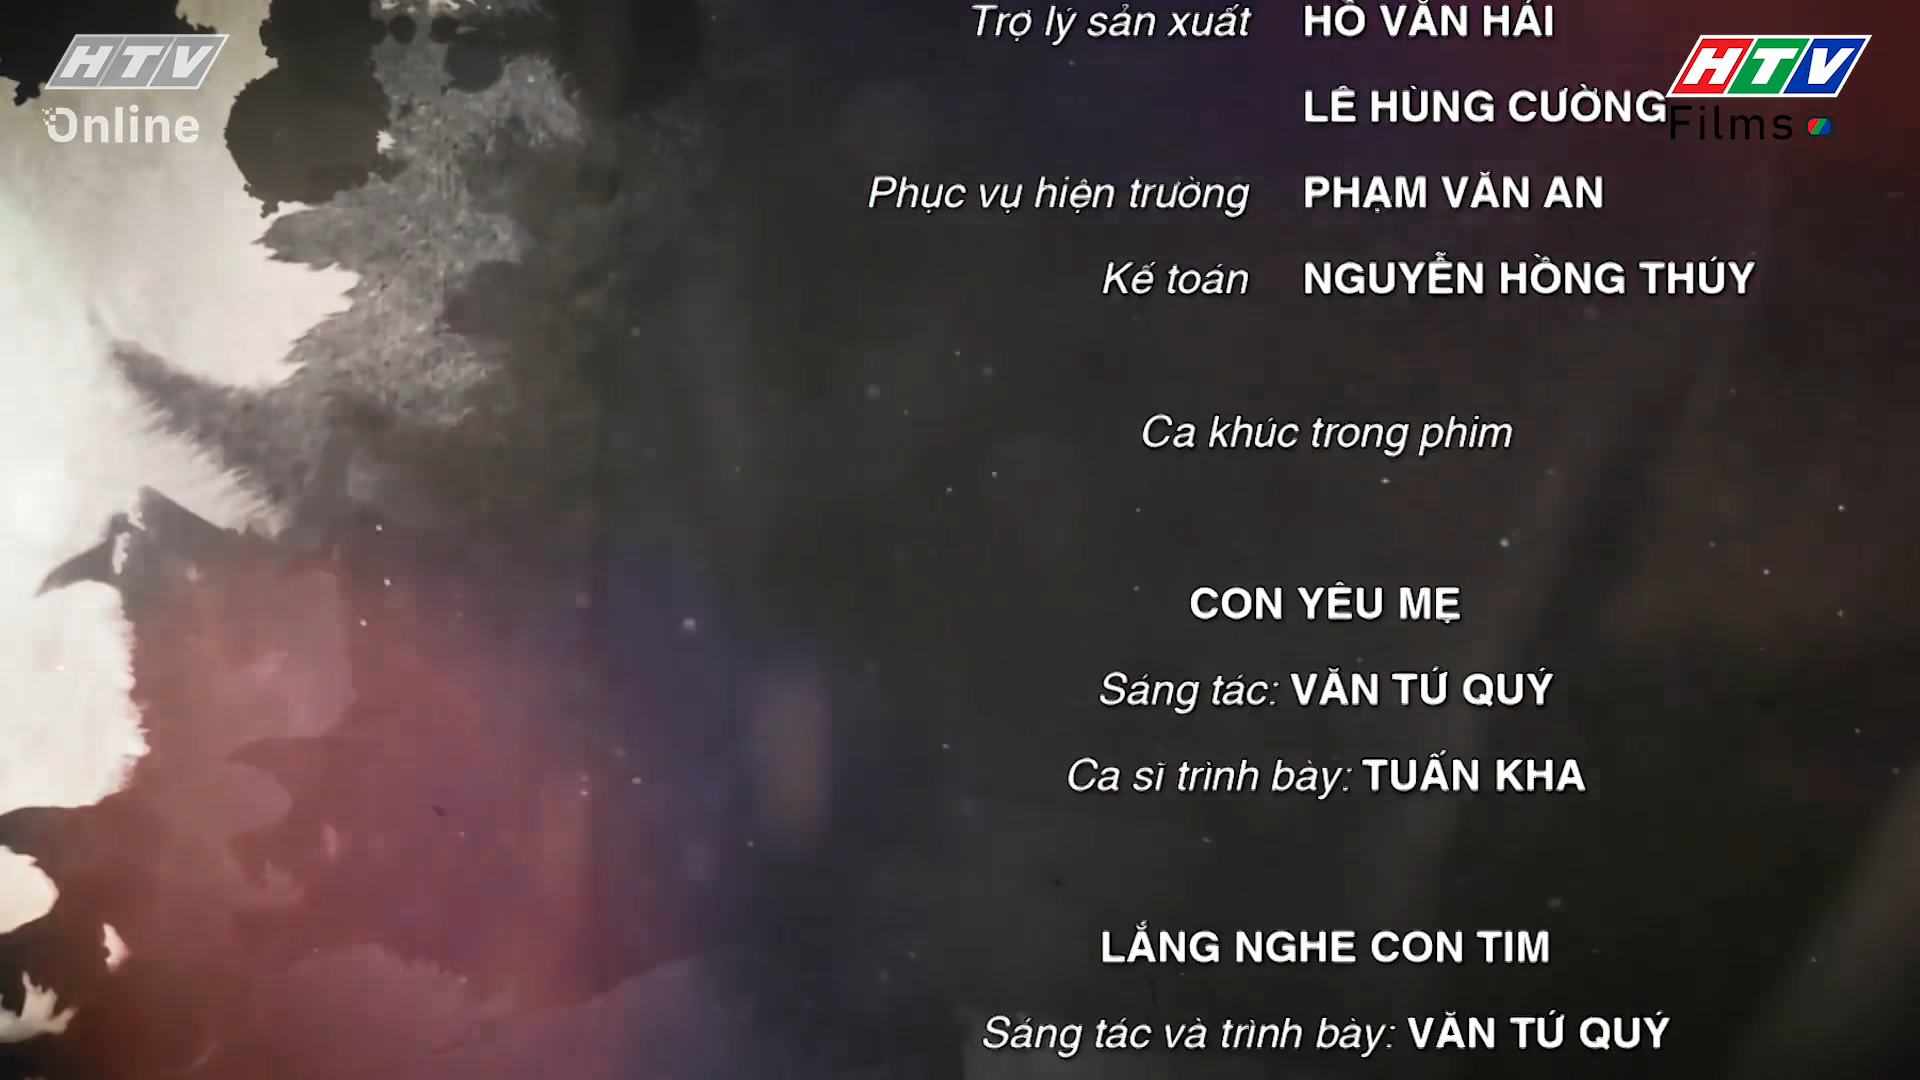 Trợ lý sản xuất HỒ VĂN HẢI
HTV
HTV
Online
LÊ HÙNG CƯỜNG
Films
Phục vụ hiện trường PHẠM VĂN AN
Kế toán NGUYỄN HỒNG THÚY
Ca khúc trong phim
CON YÊU MẸ
Sáng tác: VĂN TỨ QUÝ
Ca sĩ trình bày: TUẤN KHA
LẮNG NGHE CON TIM
Sáng tác và trình bày: VĂN TỨ QUÝ